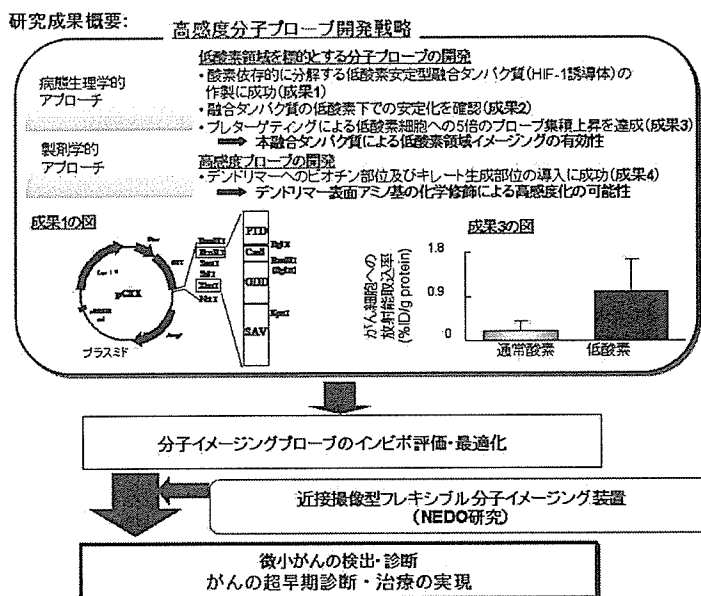 研究成果概要:
高感度分子プローブ開発戦略
低酸素領域を標的とする分子プローブの開発
病態生理学的
アプローチ
・酸素依存的に分解する低酸素安定型融合タンパク質(HIF-1誘導体)の
作製に成功(成果1)
・融合タンパク質の低酸素下での安定化を確認(成果2)
・プレターゲティングによる低酸素細胞への5倍のプローブ集積上昇を達成(成果3)
➡ 本融合タンパク質による低酸素領域イメージングの有効性
製剤学的
アプローチ
高感度プローブの開発
・デンドリマーへのビオチン部位及びキレート生成部位の導入に成功(成果4)
➡ デンドリマー表面アミノ基の化学修飾による高感度化の可能性
成果1の図
プラスミド
PTD
ODD
SAV
成果3の図
がん細胞への
放射能取込率
(%ID/g protein)
1.8
0.9
0
通常酸素
低酸素
分子イメージングプローブのインビボ評価・最適化
近接撮像型フレキシブル分子イメージング装置
(NEDO研究)
微小がんの検出・診断
がんの超早期診断・治療の実現